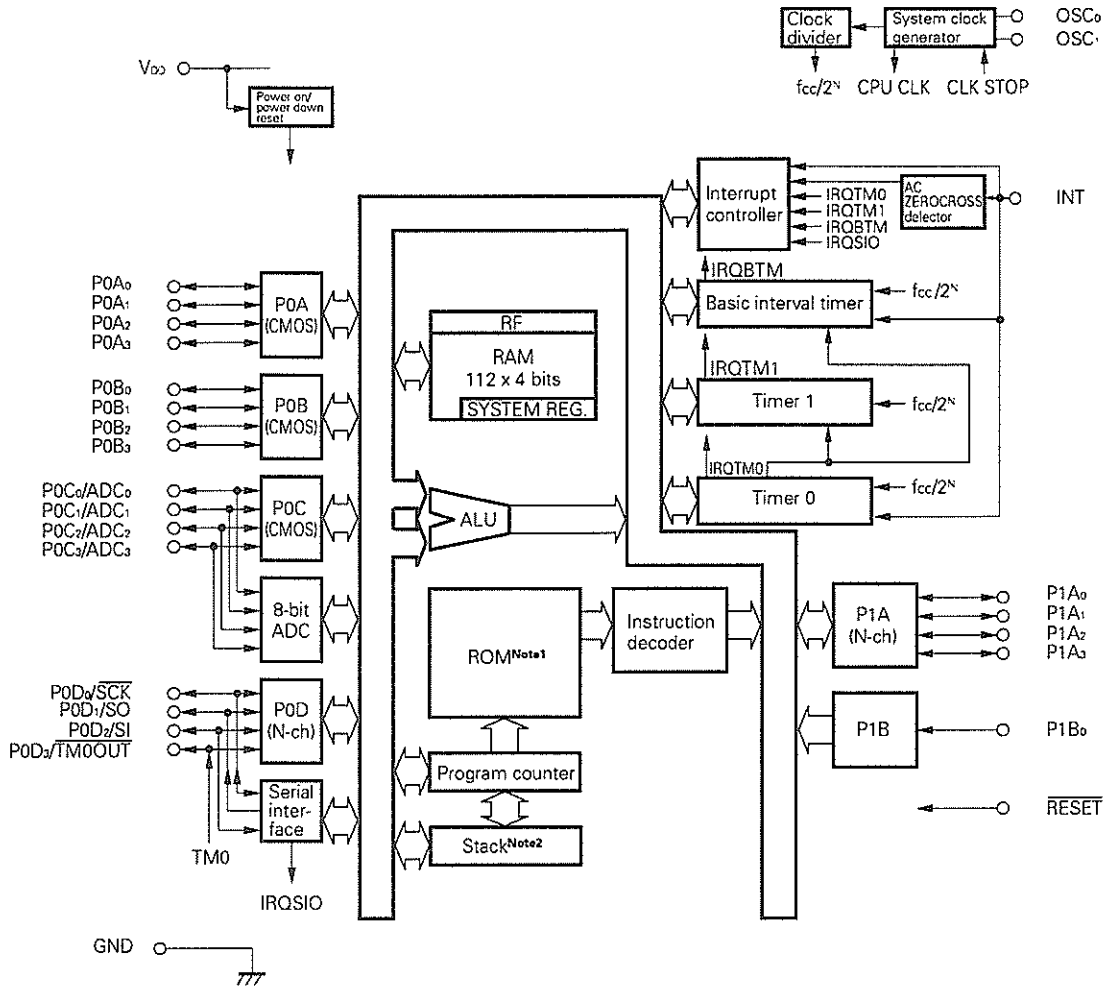 Clock divider
System clock generator
OSC₀
OSC₁
fcc/2ᴺ
CPU CLK
CLK STOP
VDD
Power on/
power down
reset
Interrupt
controller
IRQTM0
IRQTM1
IRQBTM
IRQSIO
AC
ZEROCROSS
delector
INT
IRQBTM
Basic interval timer
fcc/2ᴺ
IRQTM1
Timer 1
fcc/2ᴺ
IRQTM0
Timer 0
fcc/2ᴺ
P0A₀
P0A₁
P0A₂
P0A₃
P0A
(CMOS)
RF
RAM
112 x 4 bits
SYSTEM REG.
P0B₀
P0B₁
P0B₂
P0B₃
P0B
(CMOS)
P0C₀/ADC₀
P0C₁/ADC₁
P0C₂/ADC₂
P0C₃/ADC₃
P0C
(CMOS)
ALU
8-bit
ADC
ROMNote1
Instruction
decoder
P1A
(N-ch)
P1A₀
P1A₁
P1A₂
P1A₃
P0D₀/SCK
P0D₁/SO
P0D₂/SI
P0D₃/TM0OUT
P0D
(N-ch)
P1B
P1B₀
Program counter
Serial
inter-
face
StackNote2
RESET
TM0
IRQSIO
GND